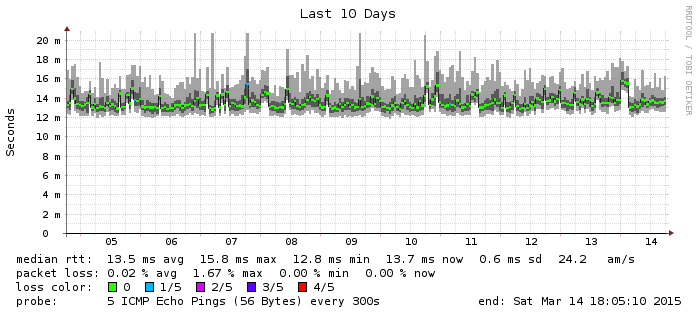 Last 10 Days
RRDTOOL / TOBI OETIKER
Seconds
20 m
18 m
16 m
14 m
12 m
10 m
8 m
6 m
4 m
2 m
0
05 06 07 08 09 10 11 12 13 14
median rtt: 13.5 ms avg 15.8 ms max 12.8 ms min 13.7 ms now 0.6 ms sd 24.2 am/s
packet loss: 0.02 % avg 1.67 % max 0.00 % min 0.00 % now
loss color: 0 1/5 2/5 3/5 4/5
probe: 5 ICMP Echo Pings (56 Bytes) every 300s end: Sat Mar 14 18:05:10 2015